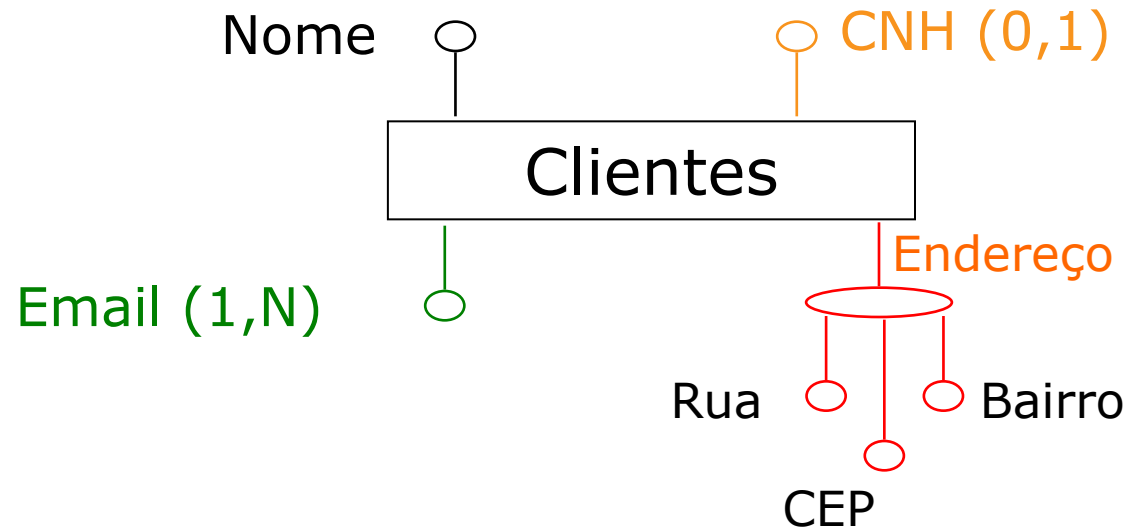 Nome
CNH (0,1)
Clientes
Endereço
Email (1,N)
Rua
Bairro
CEP